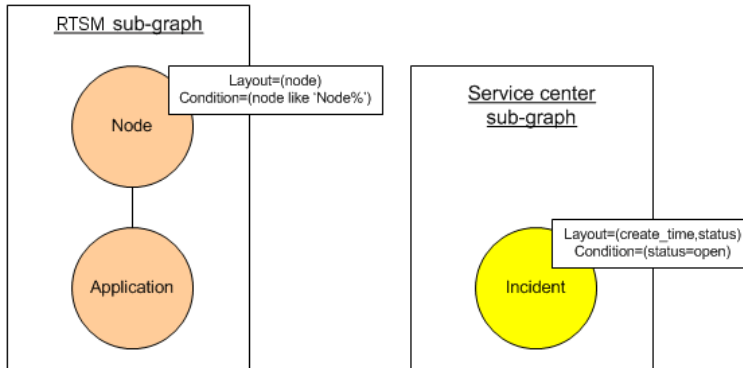 RTSM sub-graph
Layout=(node)
Condition=(node like ‘Node%’)
Node
Application
Service center
sub-graph
Layout=(create_time,status)
Condition=(status=open)
Incident